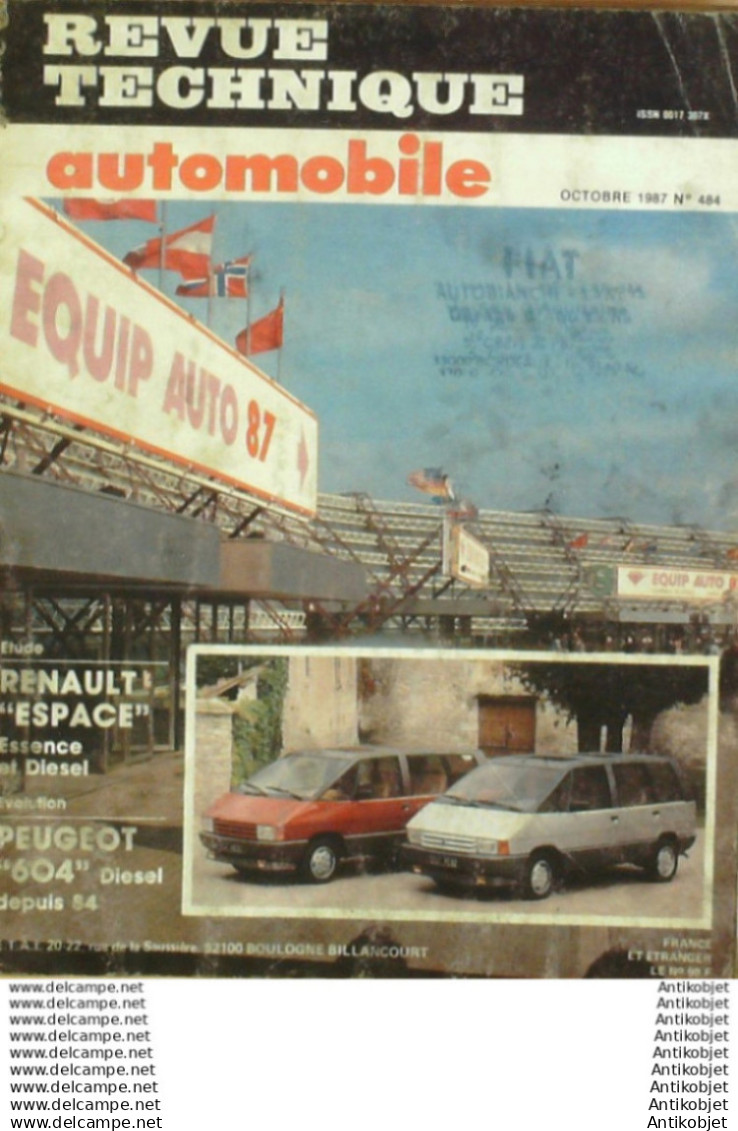 REVUE
TECHNIQUE
ISSN 0017 307X
automobile
OCTOBRE 1987 N° 484
EQUIP AUTO 87
EQUIP AUTO 8
Etude
RENAULT
"ESPACE"
Essence
et Diesel
Evolution
PEUGEOT
"604" Diesel
depuis 84
E.T.A.I. 20-22, rue de la Saussière, 92100 BOULOGNE BILLANCOURT
FRANCE
ET ETRANGER
LE N°
www.delcampe.net Antikobjet
www.delcampe.net Antikobjet
www.delcampe.net Antikobjet
www.delcampe.net Antikobjet
www.delcampe.net Antikobjet
www.delcampe.net Antikobjet
www.delcampe.net Antikobjet
www.delcampe.net Antikobjet
www.delcampe.net Antikobjet